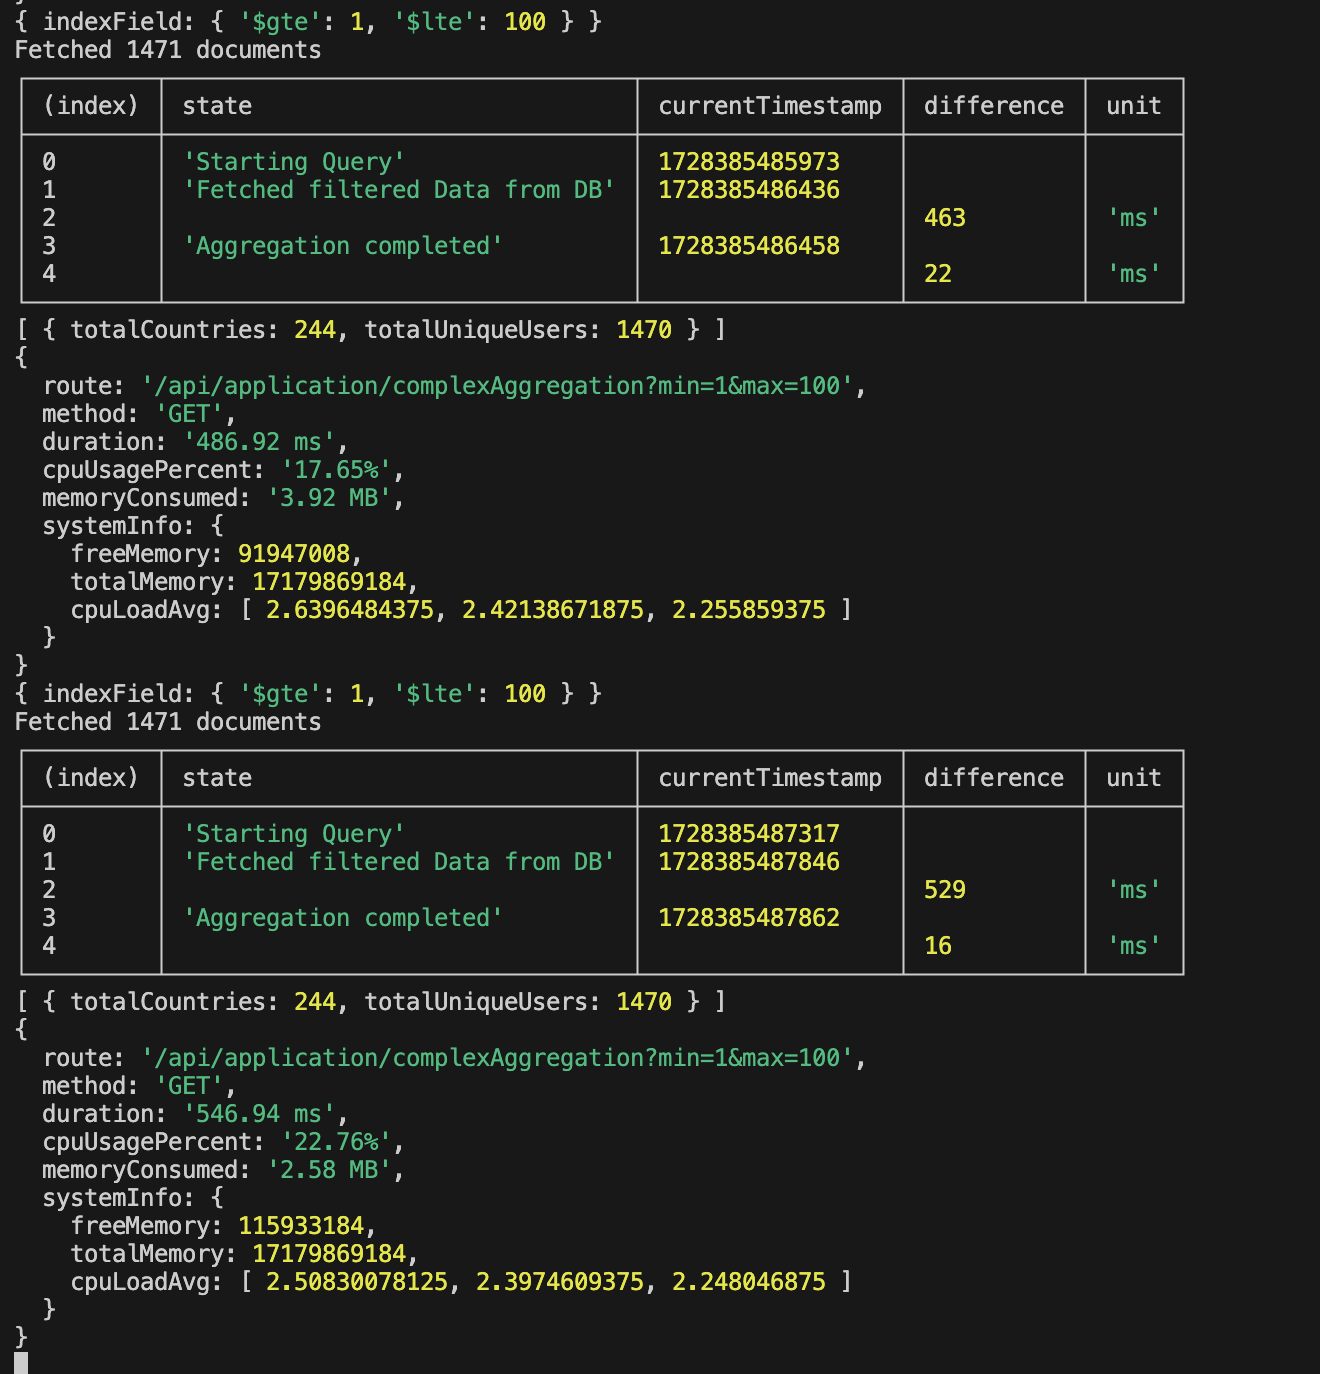 { indexField: { '$gte': 1, '$lte': 100 } }
Fetched 1471 documents
(index) state currentTimestamp difference unit
0 'Starting Query' 1728385485973
1 'Fetched filtered Data from DB' 1728385486436
2 463 'ms'
3 'Aggregation completed' 1728385486458
4 22 'ms'
[ { totalCountries: 244, totalUniqueUsers: 1470 } ]
{
route: '/api/application/complexAggregation?min=1&max=100',
method: 'GET',
duration: '486.92 ms',
cpuUsagePercent: '17.65%',
memoryConsumed: '3.92 MB',
systemInfo: {
freeMemory: 91947008,
totalMemory: 17179869184,
cpuLoadAvg: [ 2.6396484375, 2.42138671875, 2.255859375 ]
}
}
{ indexField: { '$gte': 1, '$lte': 100 } }
Fetched 1471 documents
(index) state currentTimestamp difference unit
0 'Starting Query' 1728385487317
1 'Fetched filtered Data from DB' 1728385487846
2 529 'ms'
3 'Aggregation completed' 1728385487862
4 16 'ms'
[ { totalCountries: 244, totalUniqueUsers: 1470 } ]
{
route: '/api/application/complexAggregation?min=1&max=100',
method: 'GET',
duration: '546.94 ms',
cpuUsagePercent: '22.76%',
memoryConsumed: '2.58 MB',
systemInfo: {
freeMemory: 115933184,
totalMemory: 17179869184,
cpuLoadAvg: [ 2.50830078125, 2.3974609375, 2.248046875 ]
}
}